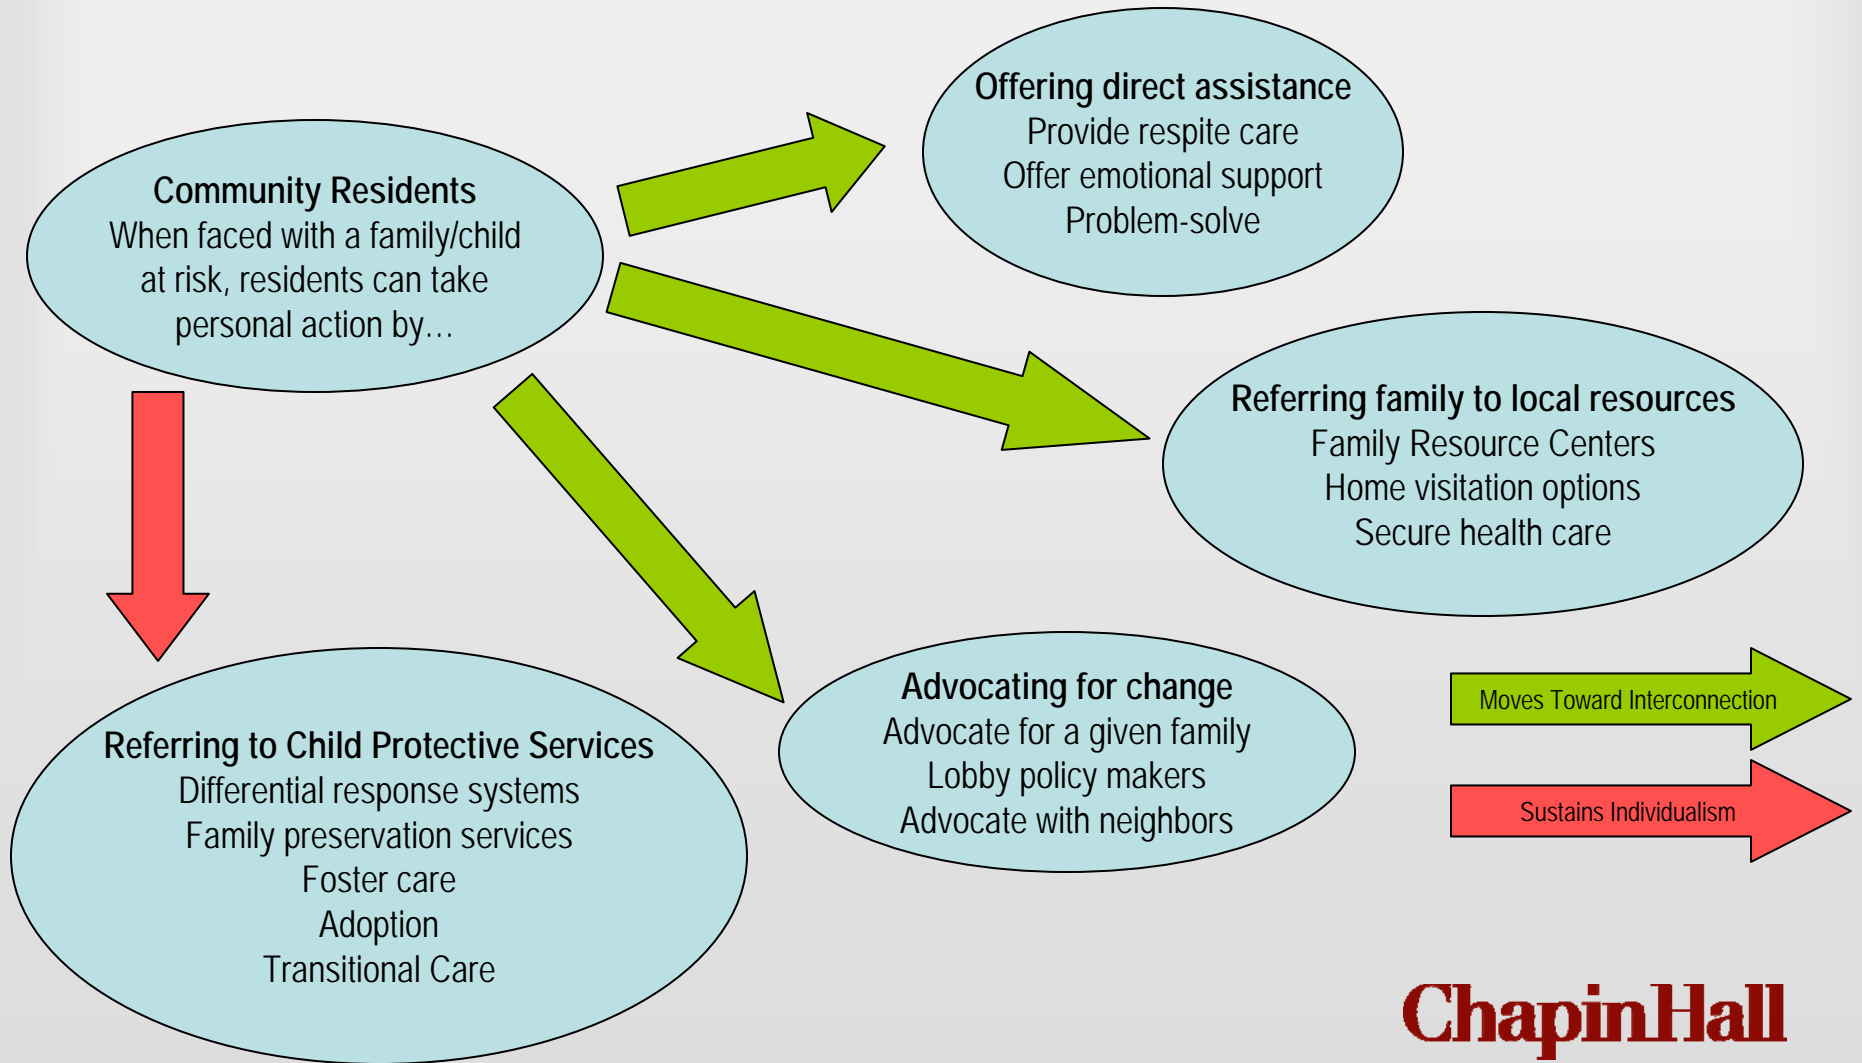 Community Residents
When faced with a family/child
at risk, residents can take
personal action by…
Offering direct assistance
Provide respite care
Offer emotional support
Problem-solve
Referring family to local resources
Family Resource Centers
Home visitation options
Secure health care
Advocating for change
Advocate for a given family
Lobby policy makers
Advocate with neighbors
Referring to Child Protective Services
Differential response systems
Family preservation services
Foster care
Adoption
Transitional Care
Moves Toward Interconnection
Sustains Individualism
ChapinHall